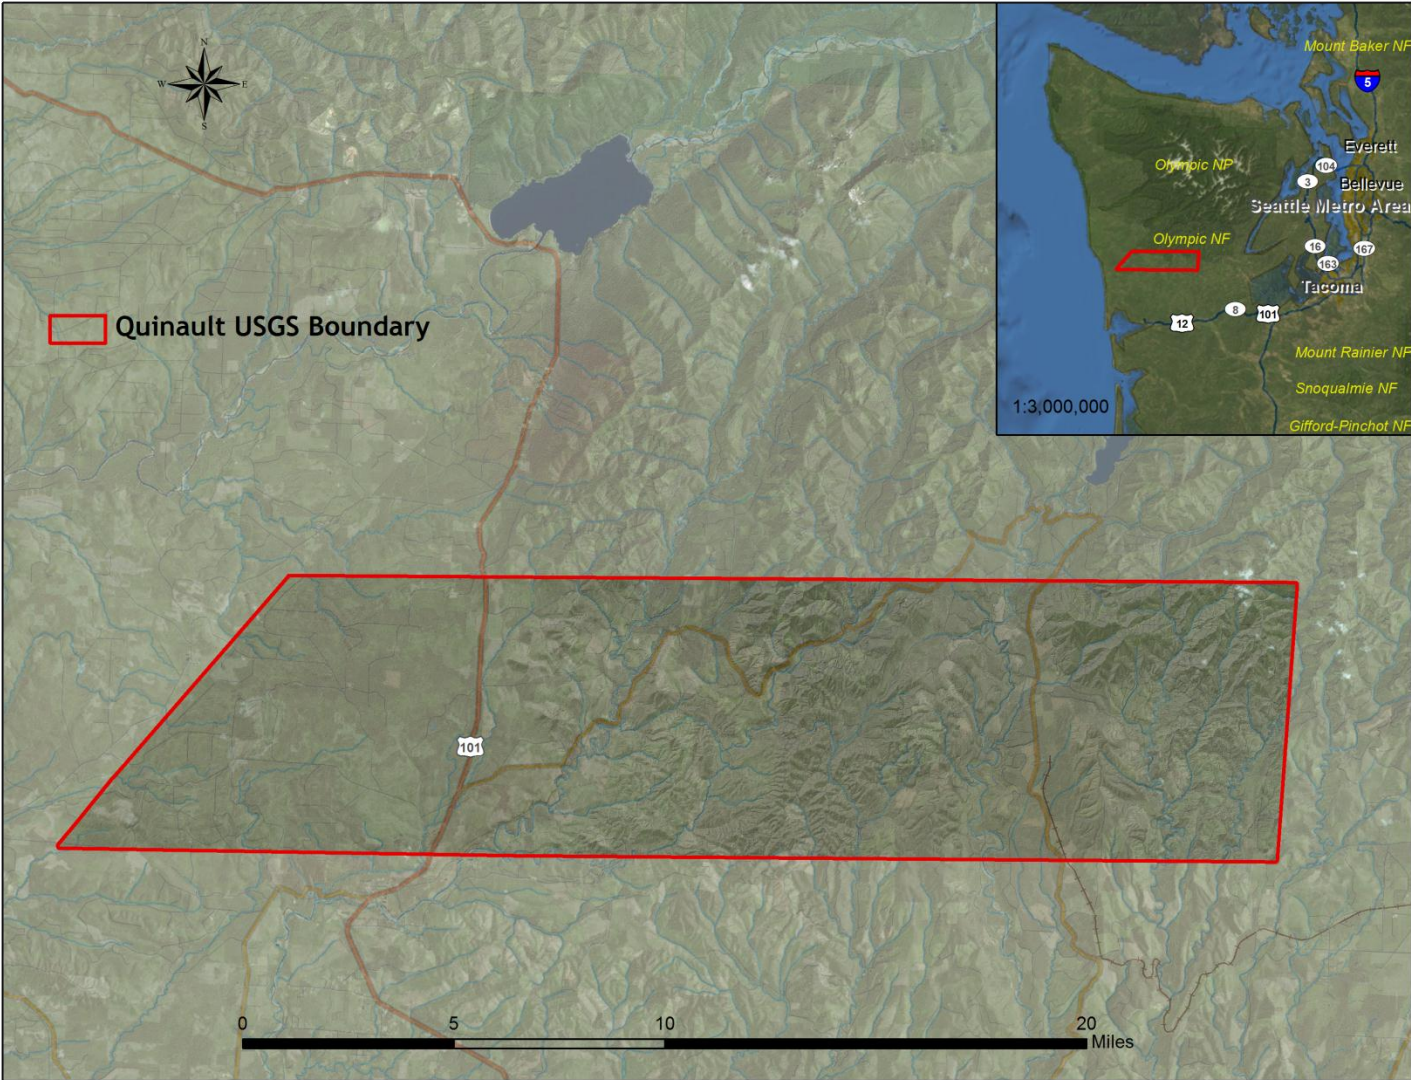 N
W
E
S
Quinault USGS Boundary
Mount Baker NF
5
Everett
Olympic NP
104
3
Bellevue
Seattle Metro Area
Olympic NF
16
167
163
Tacoma
8
101
12
Mount Rainier NP
Snoqualmie NF
1:3,000,000
Gifford-Pinchot NF
101
0
5
10
20
Miles